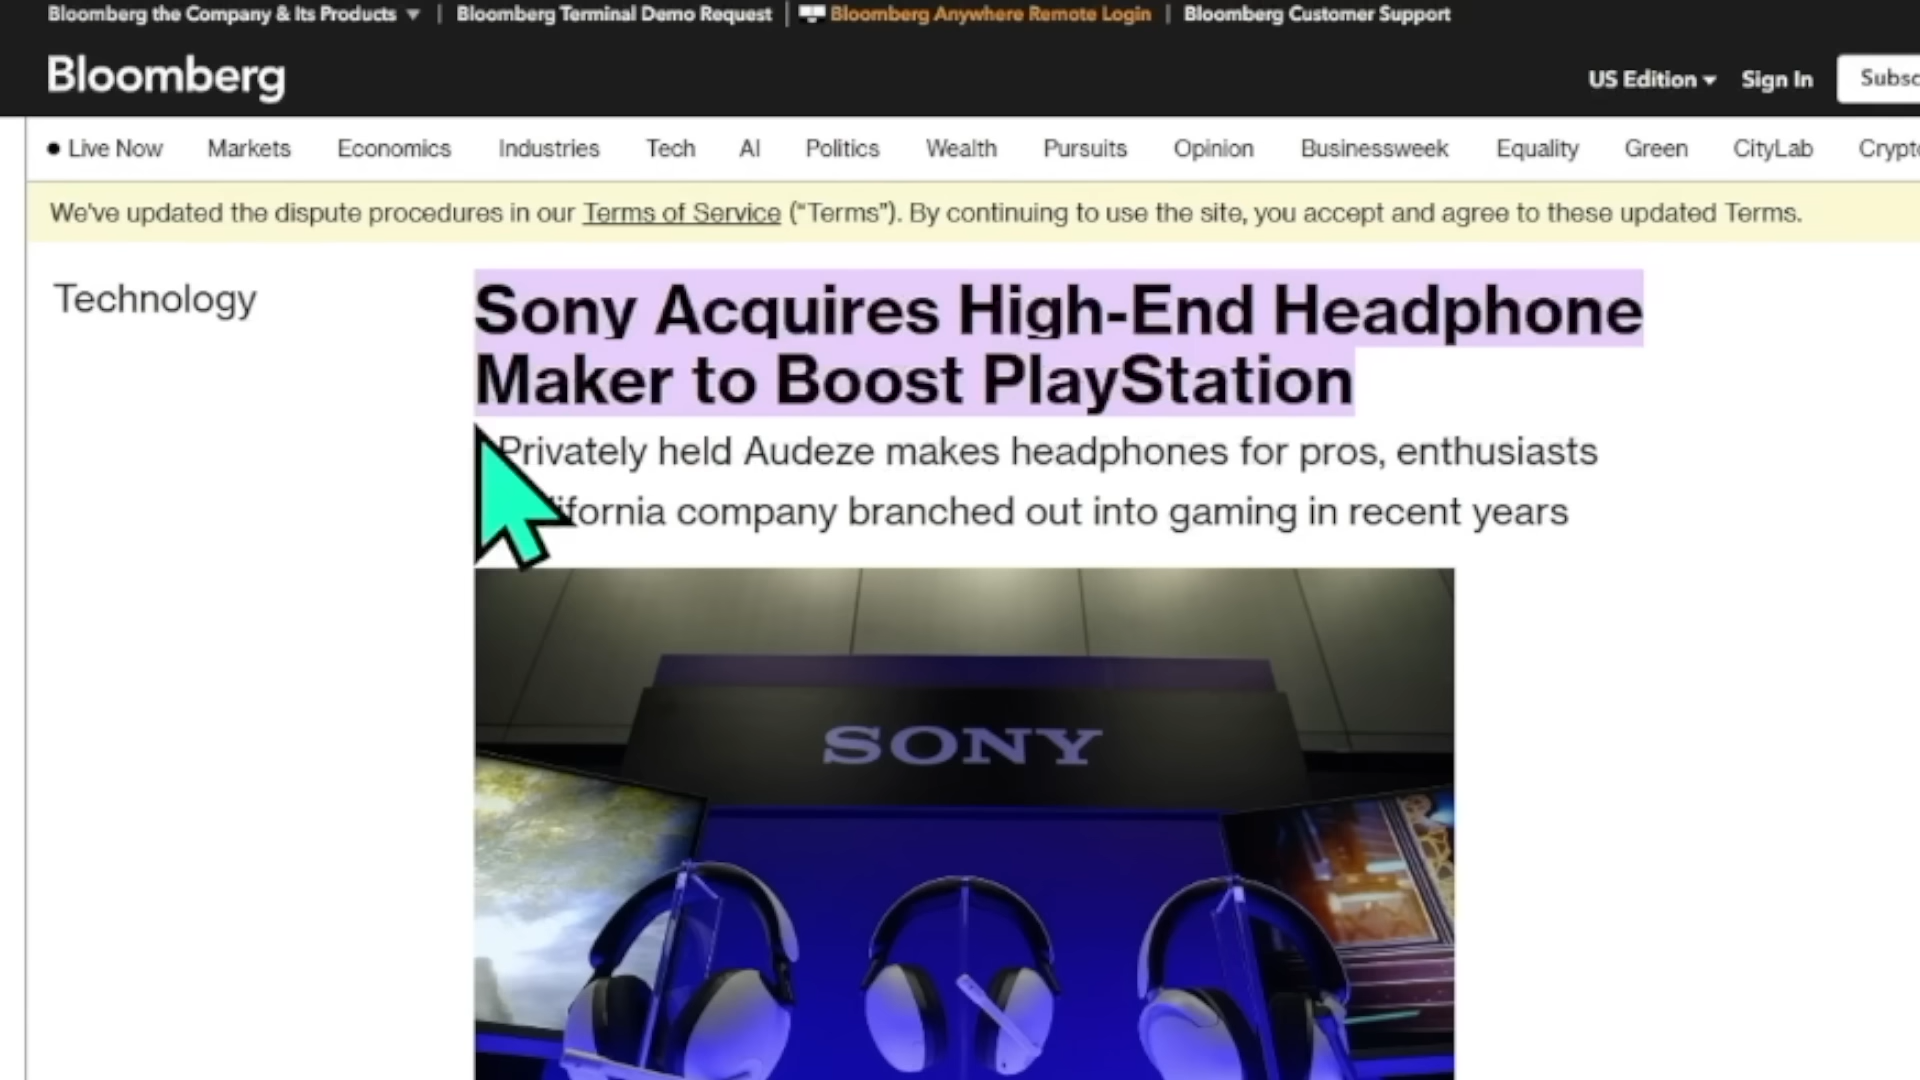 Bloomberg the Company & Its Products
Bloomberg Terminal Demo Request
Bloomberg Anywhere Remote Login
Bloomberg Customer Support
Bloomberg
US Edition
Sign In
Live Now
Markets
Economics
Industries
Tech
AI
Politics
Wealth
Pursuits
Opinion
Businessweek
Equality
Green
CityLab
We've updated the dispute procedures in our Terms of Service (“Terms”). By continuing to use the site, you accept and agree to these updated Terms.
Technology
Sony Acquires High-End Headphone
Maker to Boost PlayStation
Privately held Audeze makes headphones for pros, enthusiasts
company branched out into gaming in recent years
SONY